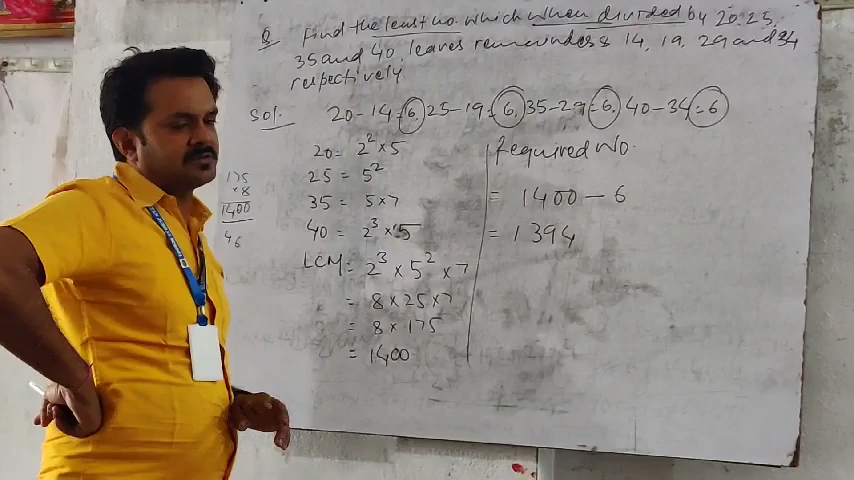 Q Find the least no. which when divided by 20, 25,
35 and 40, leaves remainders 14, 19, 29 and 34
respectively
Sol. 20-14=6, 25-19=6, 35-29=6, 40-34=6
20 = 2² × 5
25 = 5²
35 = 5 × 7
40 = 2³ × 5
LCM = 2³ × 5² × 7
= 8 × 25 × 7
= 8 × 175
= 1400
Required No.
= 1400 - 6
= 1394
175
× 8
1400
46